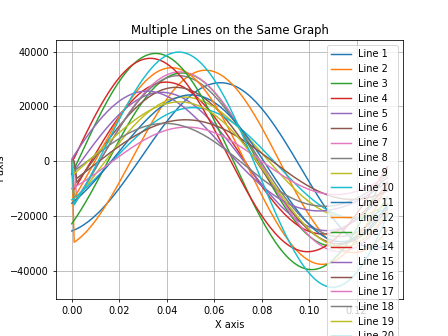 Multiple Lines on the Same Graph
40000
20000
0
−20000
−40000
0.00
0.02
0.04
0.06
0.08
0.10
X axis
axis
Line 1
Line 2
Line 3
Line 4
Line 5
Line 6
Line 7
Line 8
Line 9
Line 10
Line 11
Line 12
Line 13
Line 14
Line 15
Line 16
Line 17
Line 18
Line 19
Line 20